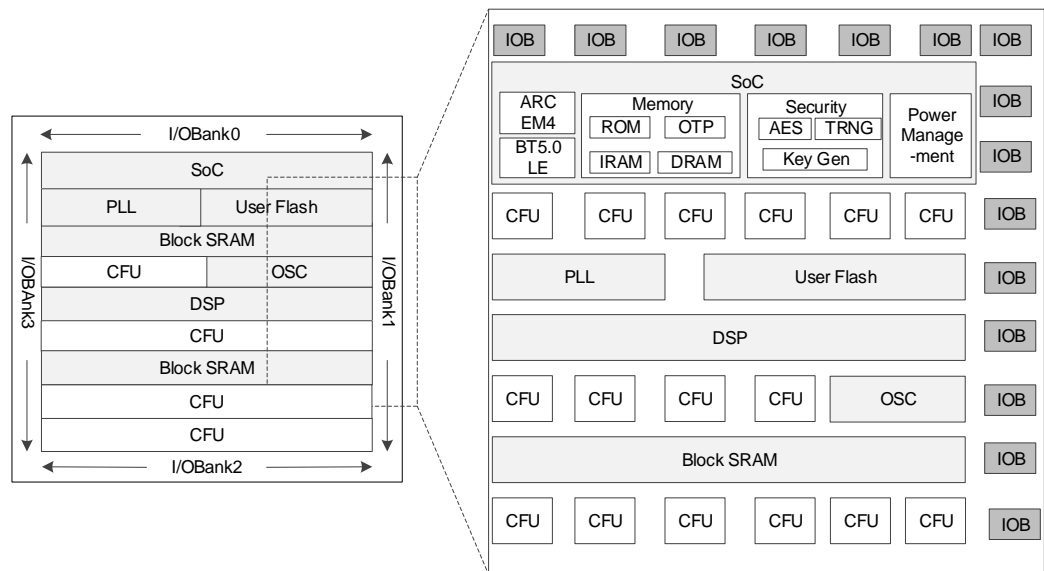 I/OBank0
I/OBAnk3
I/OBank1
SoC
PLL
User Flash
Block SRAM
CFU
OSC
DSP
CFU
Block SRAM
CFU
CFU
I/OBank2
IOB
IOB
IOB
IOB
IOB
IOB
IOB
SoC
ARC
EM4
BT5.0
LE
Memory
ROM
OTP
IRAM
DRAM
Security
AES
TRNG
Key Gen
Power
Manage
-ment
IOB
IOB
CFU
CFU
CFU
CFU
CFU
CFU
IOB
PLL
User Flash
IOB
DSP
IOB
CFU
CFU
CFU
CFU
OSC
IOB
Block SRAM
IOB
CFU
CFU
CFU
CFU
CFU
CFU
IOB